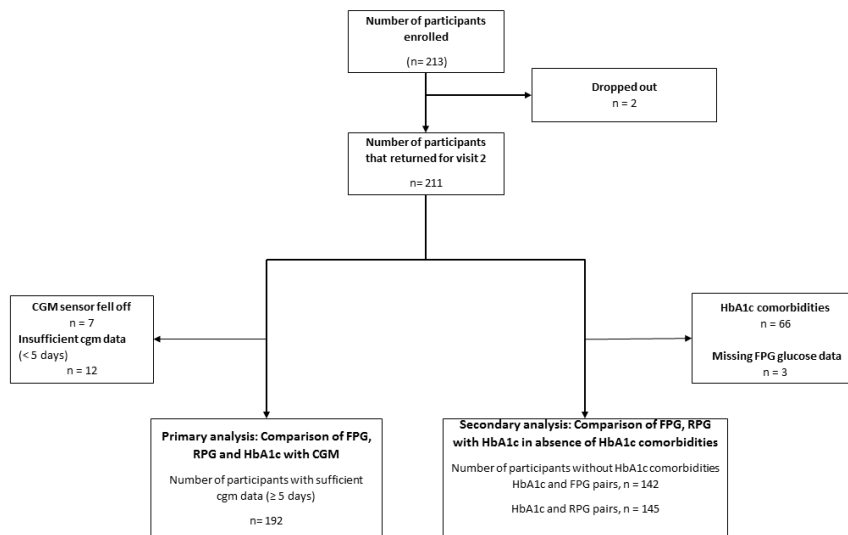 Number of participants
enrolled
(n= 213)
Dropped out
n = 2
Number of participants
that returned for visit 2
n= 211
CGM sensor fell off
n = 7
Insufficient cgm data
(< 5 days)
n = 12
HbA1c comorbidities
n = 66
Missing FPG glucose data
n = 3
Primary analysis: Comparison of FPG,
RPG and HbA1c with CGM
Number of participants with sufficient
cgm data (≥ 5 days)
n= 192
Secondary analysis: Comparison of FPG, RPG
with HbA1c in absence of HbA1c comorbidities
Number of participants without HbA1c comorbidities
HbA1c and FPG pairs, n = 142
HbA1c and RPG pairs, n = 145